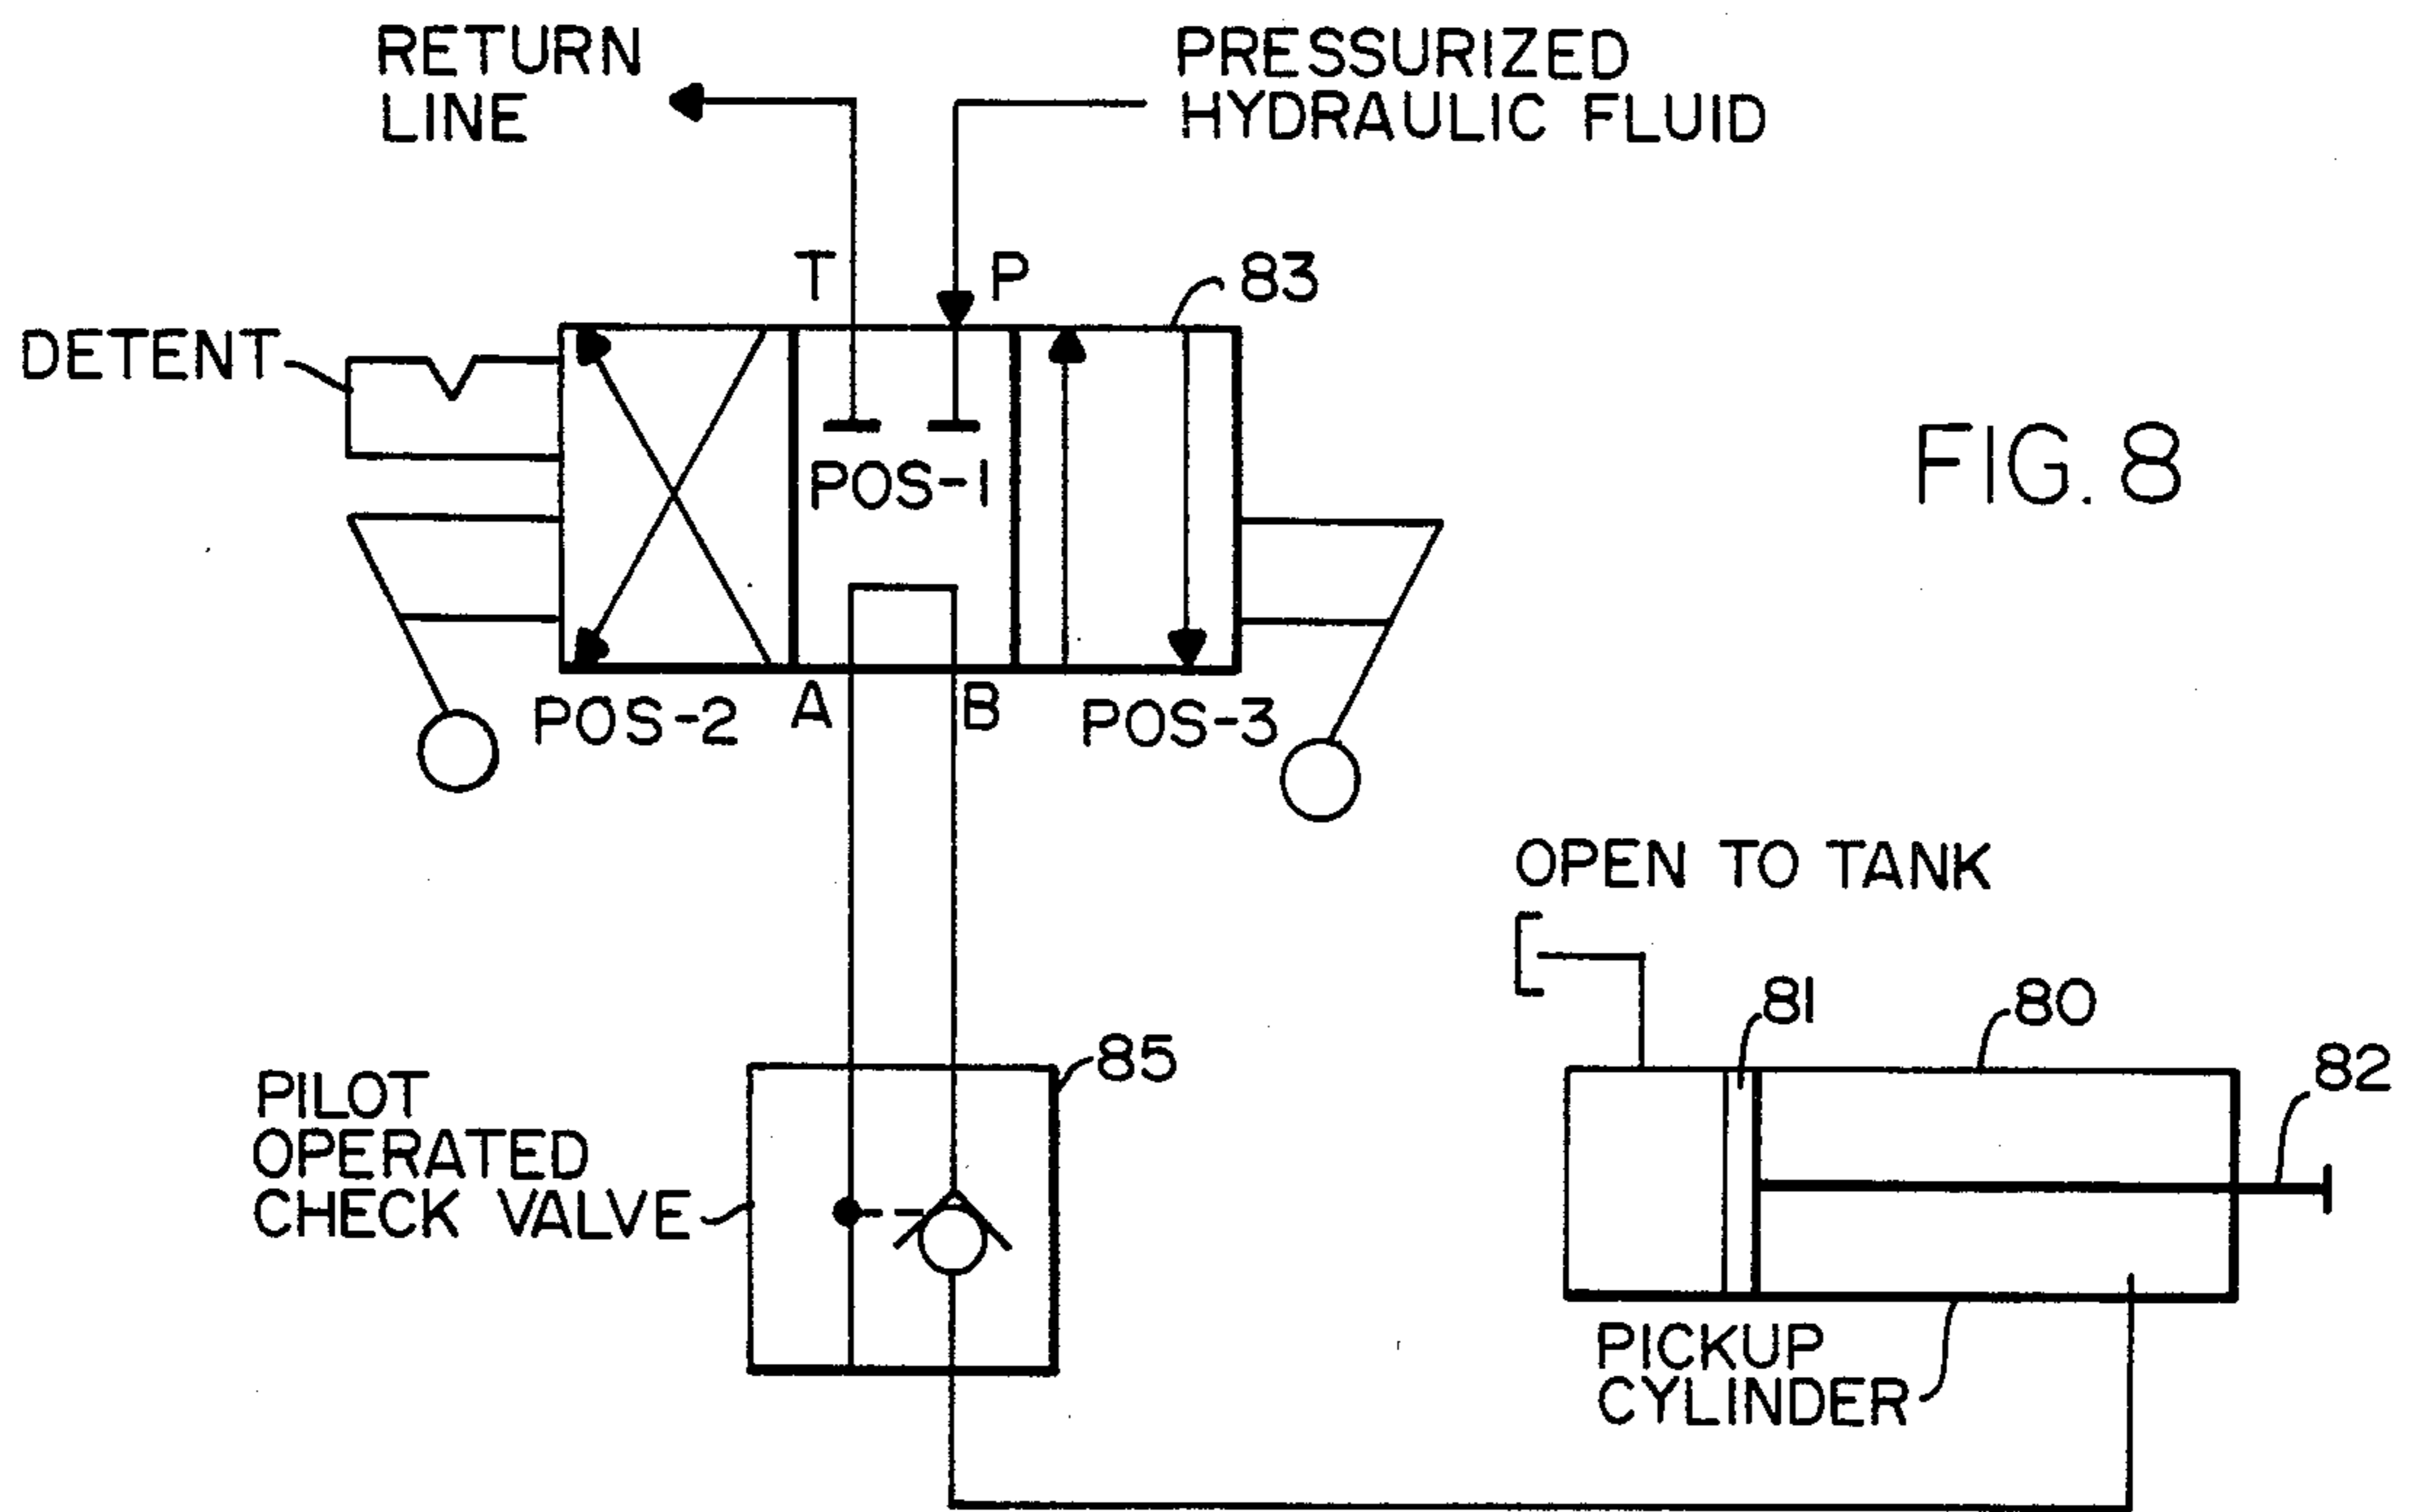 RETURN
LINE
PRESSURIZED
HYDRAULIC FLUID
T
P
83
DETENT
POS-1
FIG. 8
POS-2
A
B
POS-3
OPEN TO TANK
81
80
85
82
PILOT
OPERATED
CHECK VALVE
PICKUP
CYLINDER